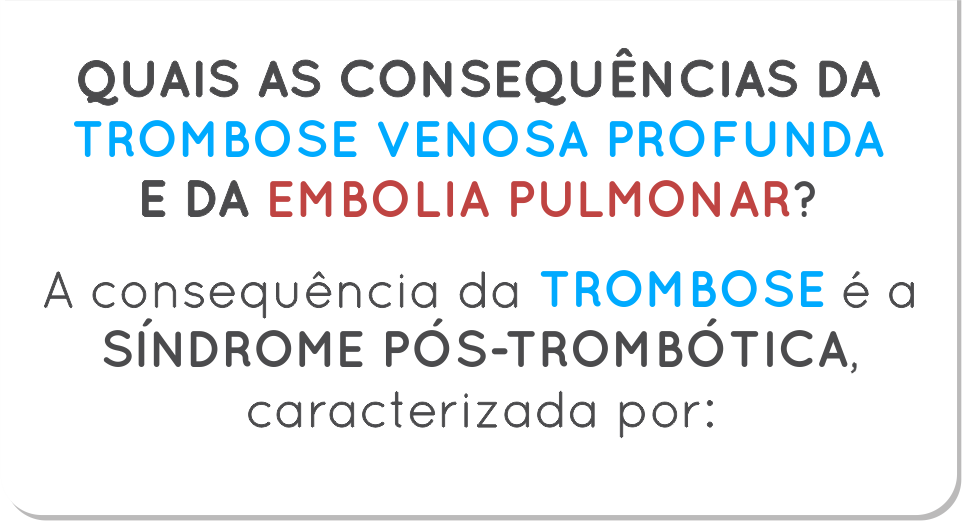 QUAIS AS CONSEQUÊNCIAS DA
TROMBOSE VENOSA PROFUNDA
E DA EMBOLIA PULMONAR?
A consequência da TROMBOSE é a
SÍNDROME PÓS-TROMBÓTICA,
caracterizada por: